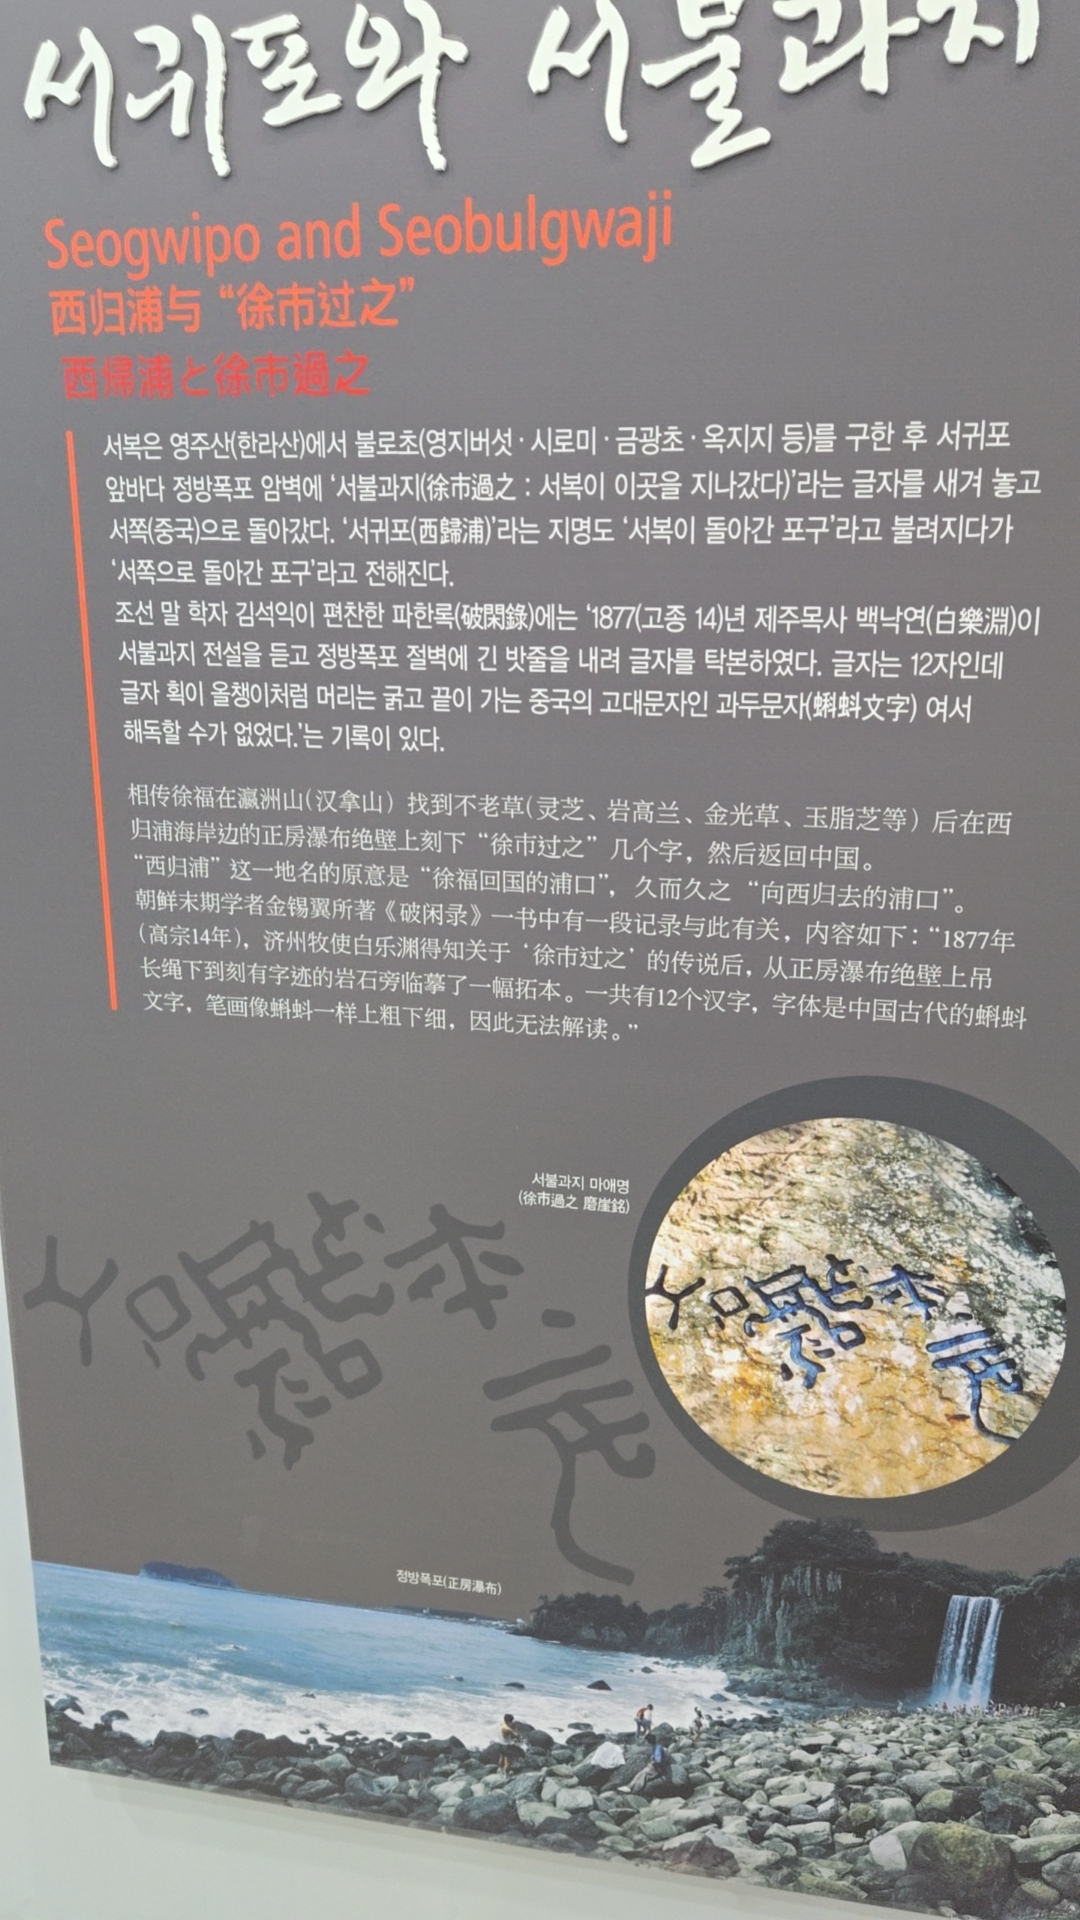 서귀포와 서불과지
Seogwipo and Seobulgwaji
西归浦与 “徐市过之”
西帰浦と徐市過之
서복은 영주산(한라산)에서 불로초(영지버섯 · 시로미 · 금광초 · 옥지지 등)를 구한 후 서귀포
앞바다 정방폭포 암벽에 ‘서불과지(徐市過之 : 서복이 이곳을 지나갔다)’라는 글자를 새겨 놓고
서쪽(중국)으로 돌아갔다. ‘서귀포(西歸浦)’라는 지명도 ‘서복이 돌아간 포구’라고 불려지다가
‘서쪽으로 돌아간 포구’라고 전해진다.
조선 말 학자 김석익이 편찬한 파한록(破閑錄)에는 ‘1877(고종 14)년 제주목사 백낙연(白樂淵)이
서불과지 전설을 듣고 정방폭포 절벽에 긴 밧줄을 내려 글자를 탁본하였다. 글자는 12자인데
글자 획이 올챙이처럼 머리는 굵고 끝이 가는 중국의 고대문자인 과두문자(蝌蚪文字) 여서
해독할 수가 없었다.’는 기록이 있다.
相传徐福在瀛洲山(汉拿山) 找到不老草(灵芝、岩高兰、金光草、玉脂芝等) 后在西
归浦海岸边的正房瀑布绝壁上刻下 “徐市过之” 几个字，然后返回中国。
“西归浦” 这一地名的原意是 “徐福回国的浦口”，久而久之 “向西归去的浦口”。
朝鲜末期学者金锡翼所著《破闲录》一书中有一段记录与此有关，内容如下：“1877年
(高宗14年)，济州牧使白乐渊得知关于 ‘徐市过之’ 的传说后，从正房瀑布绝壁上吊
长绳下到刻有字迹的岩石旁临摹了一幅拓本。一共有12个汉字，字体是中国古代的蝌蚪
文字，笔画像蝌蚪一样上粗下细，因此无法解读。”
서불과지 마애명
(徐市過之 磨崖銘)
정방폭포(正房瀑布)